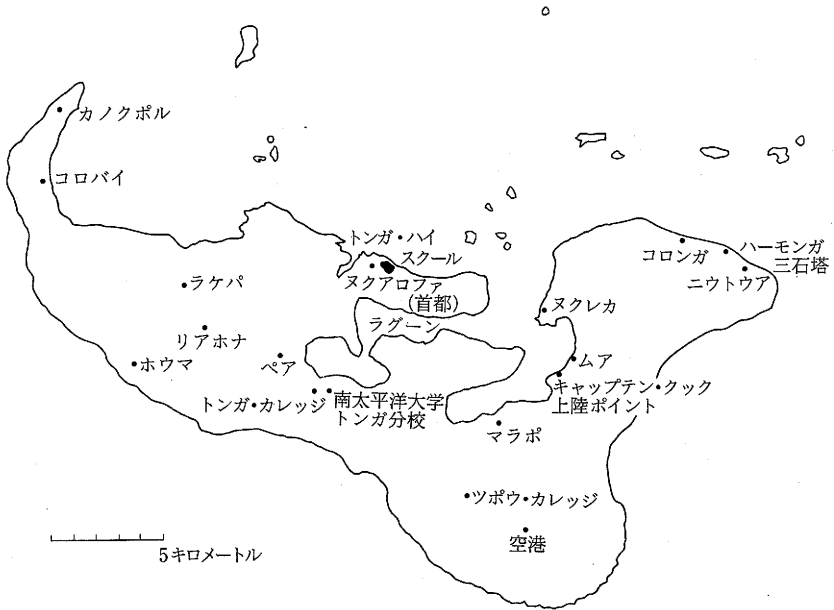 カノクポル
コロバイ
トンガ・ハイ
スクール
ヌクアロファ
(首都)
コロンガ
ハーモンガ
三石塔
ニウトウア
ラケパ
ヌクレカ
ラグーン
リアホナ
ホウマ
ペア
ムア
キャップテン・クック
上陸ポイント
トンガ・カレッジ
南太平洋大学
トンガ分校
マラポ
ツポウ・カレッジ
空港
5キロメートル